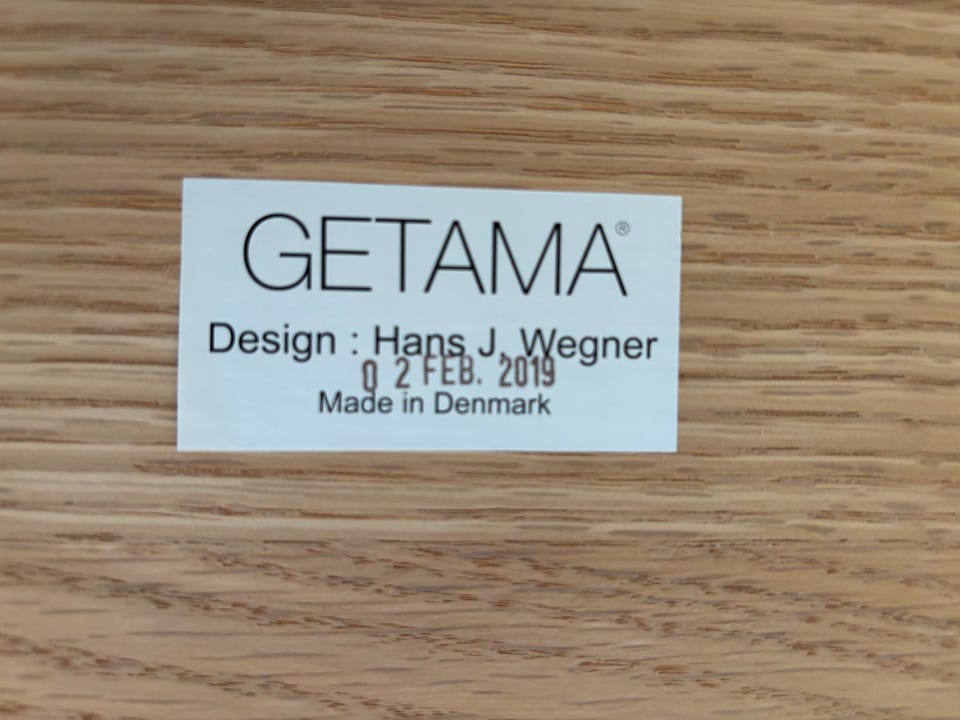 GETAMA®
Design : Hans J. Wegner
02 FEB. 2019
Made in Denmark